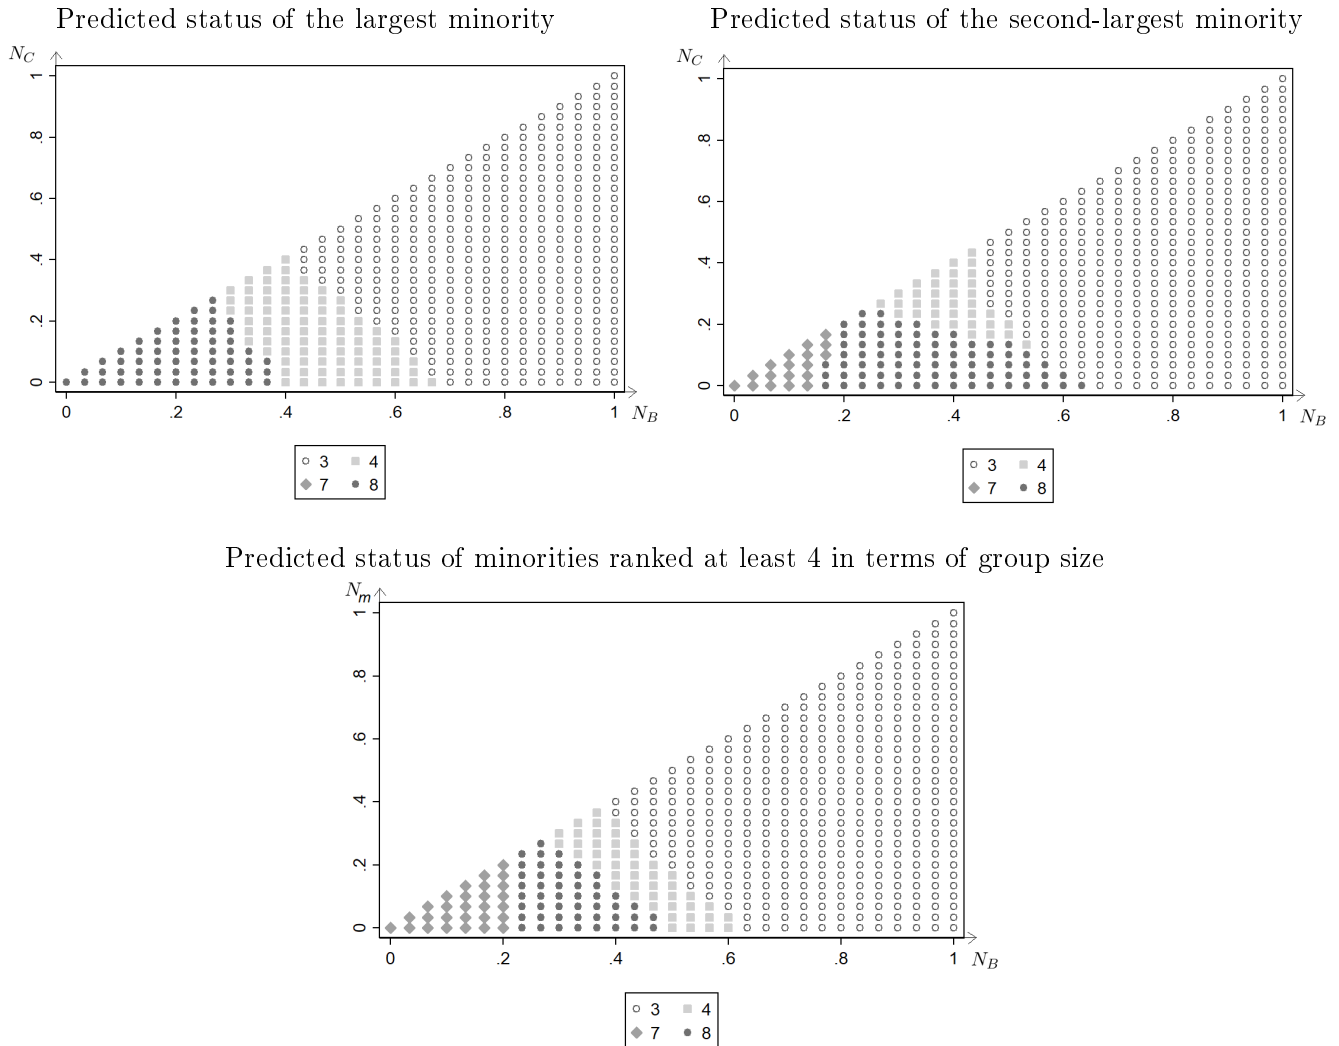 Predicted status of the largest minority
N_C
1
.8
.6
.4
.2
0
0 .2 .4 .6 .8 1 N_B
3 4
7 8
Predicted status of the second-largest minority
N_C
1
.8
.6
.4
.2
0
0 .2 .4 .6 .8 1 N_B
3 4
7 8
Predicted status of minorities ranked at least 4 in terms of group size
N_m
1
.8
.6
.4
.2
0
0 .2 .4 .6 .8 1 N_B
3 4
7 8